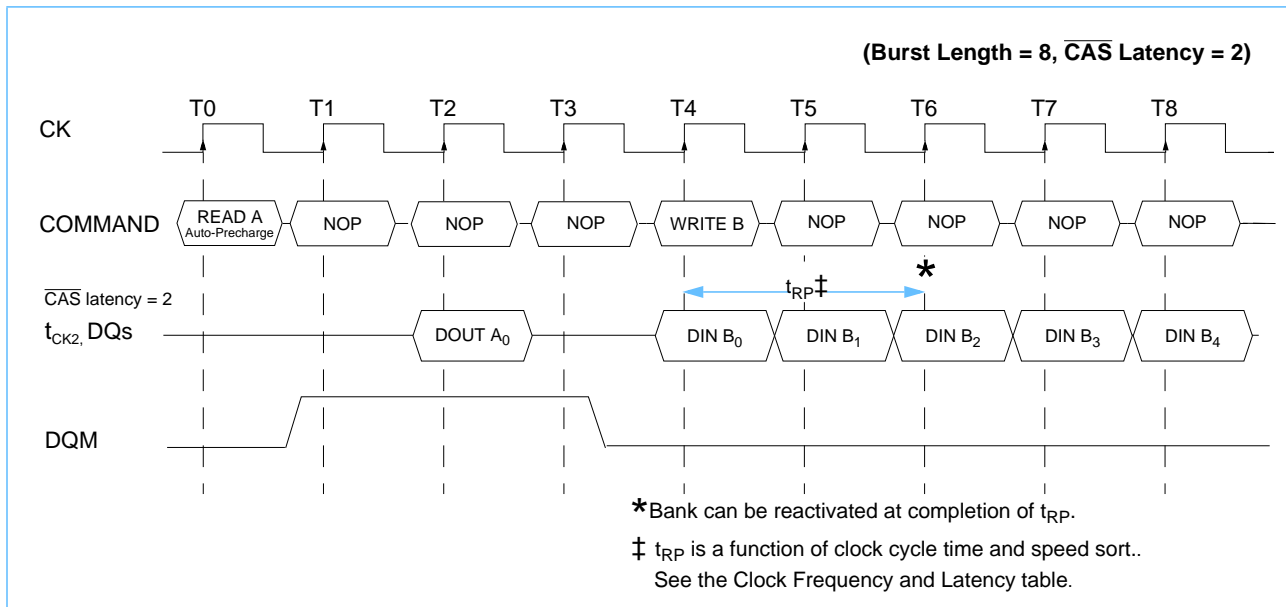 (Burst Length = 8, CAS Latency = 2)
T0 T1 T2 T3 T4 T5 T6 T7 T8
CK
COMMAND
READ A
Auto-Precharge
NOP NOP NOP WRITE B NOP NOP NOP NOP
*
tRP‡
CAS latency = 2
tCK2, DQs
DOUT A0 DIN B0 DIN B1 DIN B2 DIN B3 DIN B4
DQM
*Bank can be reactivated at completion of tRP.
‡ tRP is a function of clock cycle time and speed sort..
See the Clock Frequency and Latency table.